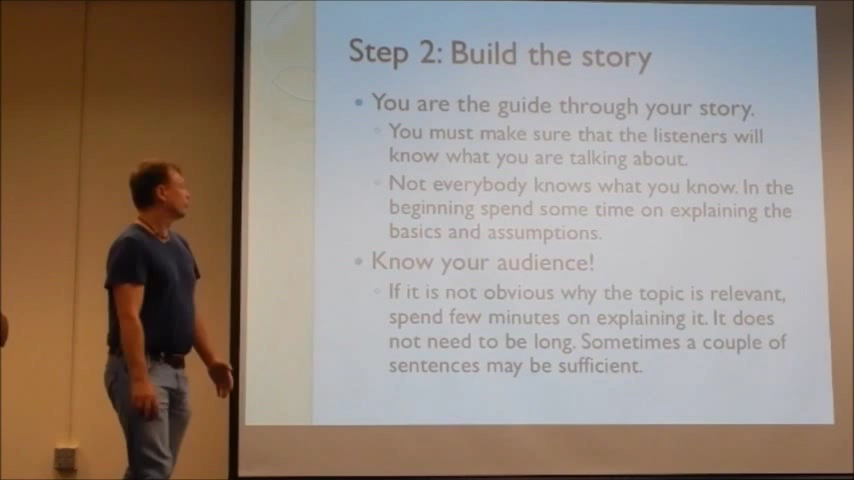 Step 2: Build the story
You are the guide through your story.
You must make sure that the listeners will
know what you are talking about.
Not everybody knows what you know. In the
beginning spend some time on explaining the
basics and assumptions.
Know your audience!
If it is not obvious why the topic is relevant,
spend few minutes on explaining it. It does
not need to be long. Sometimes a couple of
sentences may be sufficient.